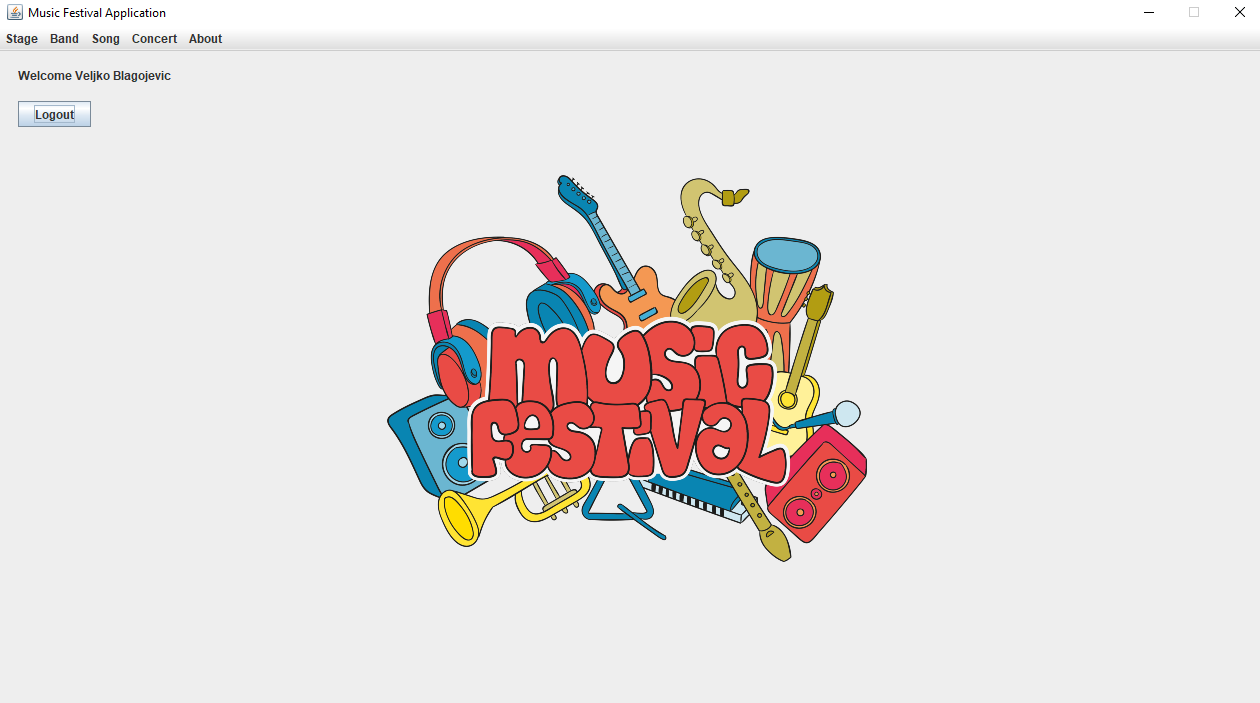 Music Festival Application
Stage Band Song Concert About
Welcome Veljko Blagojevic
Logout
MUSIC
FESTIVAL